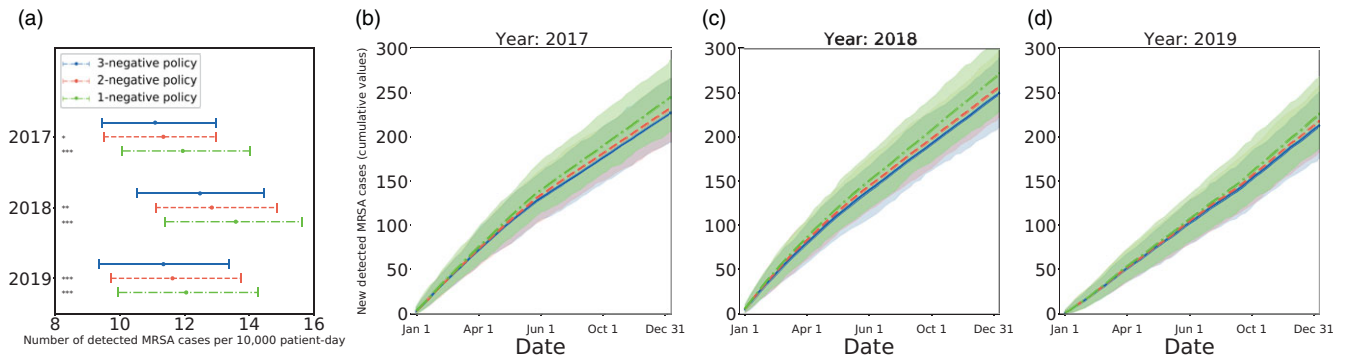 (a)
3-negative policy
2-negative policy
1-negative policy
2017
*
***
2018
**
***
2019
***
***
8 10 12 14 16
Number of detected MRSA cases per 10,000 patient-day
(b)
Year: 2017
New detected MRSA cases (cumulative values)
300
250
200
150
100
50
0
Jan 1 Apr 1 Jun 1 Oct 1 Dec 31
Date
(c)
Year: 2018
300
250
200
150
100
50
0
Jan 1 Apr 1 Jun 1 Oct 1 Dec 31
Date
(d)
Year: 2019
300
250
200
150
100
50
0
Jan 1 Apr 1 Jun 1 Oct 1 Dec 31
Date